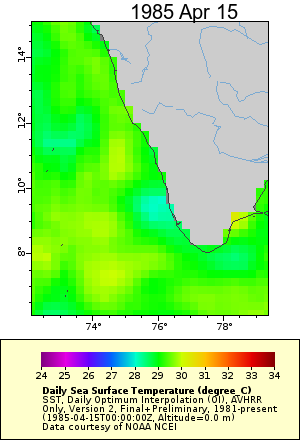 1985 Apr 15
14°
12°
10°
8°
74° 76° 78°
24 25 26 27 28 29 30 31 32 33 34
Daily Sea Surface Temperature (degree_C)
SST, Daily Optimum Interpolation (OI), AVHRR
Only, Version 2, Final+Preliminary, 1981-present
(1985-04-15T00:00:00Z, Altitude=0.0 m)
Data courtesy of NOAA NCEI